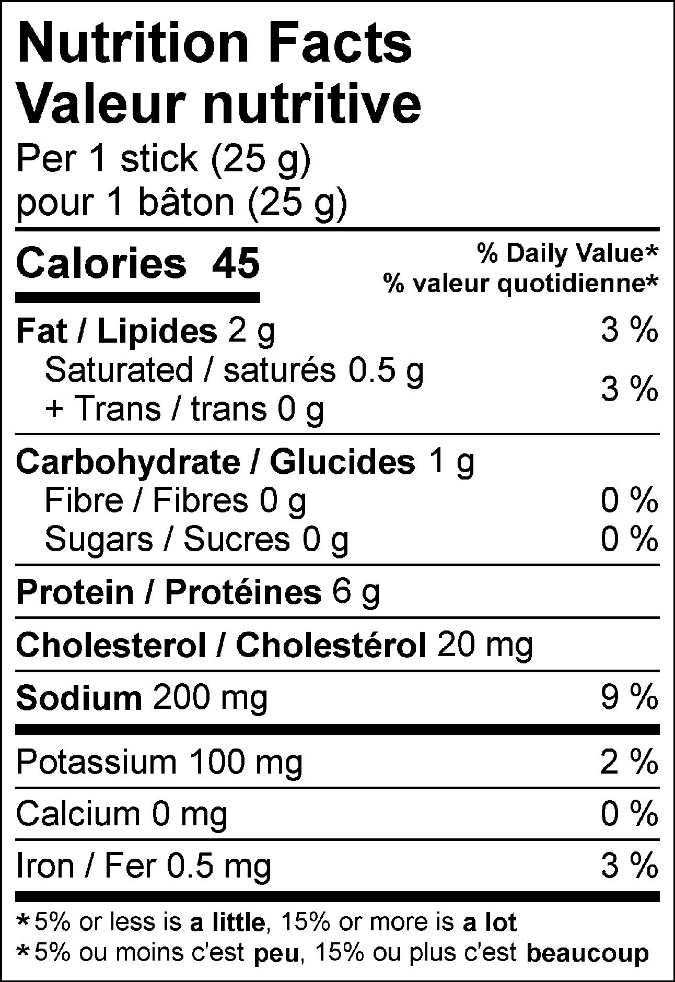 Nutrition Facts
Valeur nutritive
Per 1 stick (25 g)
pour 1 bâton (25 g)
Calories 45
% Daily Value*
% valeur quotidienne*
Fat / Lipides 2 g 3 %
Saturated / saturés 0.5 g
+ Trans / trans 0 g
3 %
Carbohydrate / Glucides 1 g
Fibre / Fibres 0 g 0 %
Sugars / Sucres 0 g 0 %
Protein / Protéines 6 g
Cholesterol / Cholestérol 20 mg
Sodium 200 mg 9 %
Potassium 100 mg 2 %
Calcium 0 mg 0 %
Iron / Fer 0.5 mg 3 %
*5% or less is a little, 15% or more is a lot
*5% ou moins c'est peu, 15% ou plus c'est beaucoup